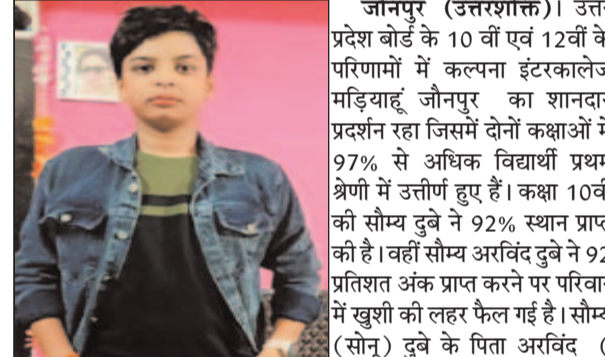 जौनपुर (उत्तरशक्ति)। उत्तर
प्रदेश बोर्ड के 10 वीं एवं 12वीं के
परिणामों में कल्पना इंटरकालेज
मड़ियाहूं जौनपुर का शानदार
प्रदर्शन रहा जिसमें दोनों कक्षाओं में
97% से अधिक विद्यार्थी प्रथम
श्रेणी में उत्तीर्ण हुए हैं। कक्षा 10वीं
की सौम्य दुबे ने 92% स्थान प्राप्त
की है। वहीं सौम्य अरविंद दुबे ने 92
प्रतिशत अंक प्राप्त करने पर परिवार
में खुशी की लहर फैल गई है। सौम्य
(सोनू) दुबे के पिता अरविंद (